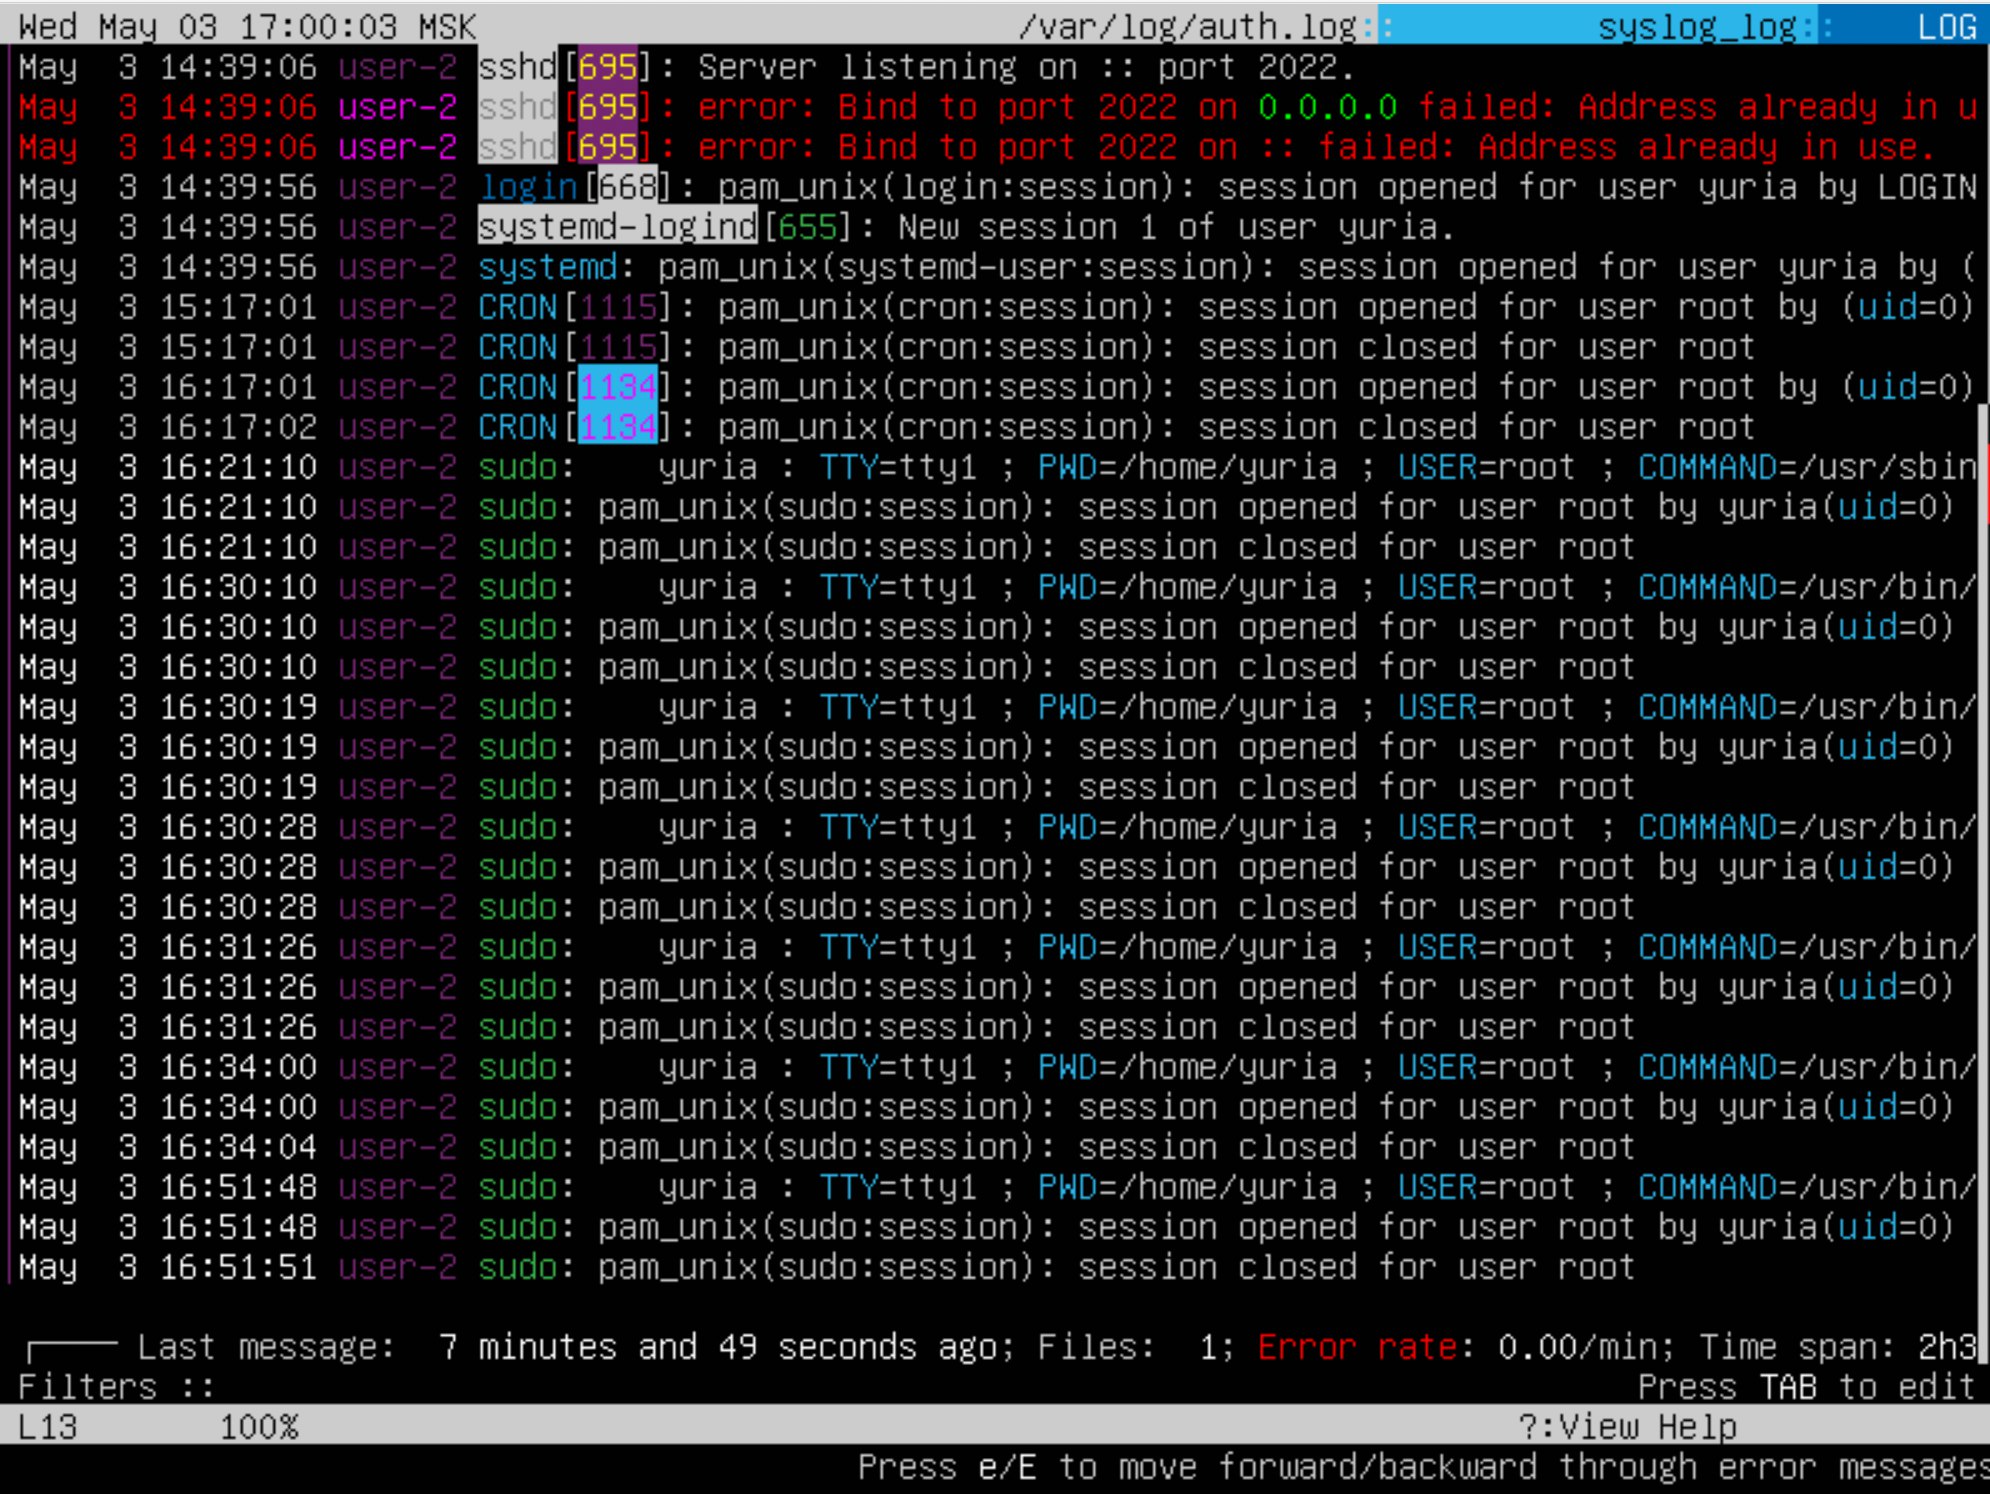 Wed May 03 17:00:03 MSK /var/log/auth.log:: syslog_log:: LOG
May  3 14:39:06 user-2 sshd[695]: Server listening on :: port 2022.
May  3 14:39:06 user-2 sshd[695]: error: Bind to port 2022 on 0.0.0.0 failed: Address already in u
May  3 14:39:06 user-2 sshd[695]: error: Bind to port 2022 on :: failed: Address already in use.
May  3 14:39:56 user-2 login[668]: pam_unix(login:session): session opened for user yuria by LOGIN
May  3 14:39:56 user-2 systemd-logind[655]: New session 1 of user yuria.
May  3 14:39:56 user-2 systemd: pam_unix(systemd-user:session): session opened for user yuria by (
May  3 15:17:01 user-2 CRON[1115]: pam_unix(cron:session): session opened for user root by (uid=0)
May  3 15:17:01 user-2 CRON[1115]: pam_unix(cron:session): session closed for user root
May  3 16:17:01 user-2 CRON[1134]: pam_unix(cron:session): session opened for user root by (uid=0)
May  3 16:17:02 user-2 CRON[1134]: pam_unix(cron:session): session closed for user root
May  3 16:21:10 user-2 sudo:    yuria : TTY=tty1 ; PWD=/home/yuria ; USER=root ; COMMAND=/usr/sbin
May  3 16:21:10 user-2 sudo: pam_unix(sudo:session): session opened for user root by yuria(uid=0)
May  3 16:21:10 user-2 sudo: pam_unix(sudo:session): session closed for user root
May  3 16:30:10 user-2 sudo:    yuria : TTY=tty1 ; PWD=/home/yuria ; USER=root ; COMMAND=/usr/bin/
May  3 16:30:10 user-2 sudo: pam_unix(sudo:session): session opened for user root by yuria(uid=0)
May  3 16:30:10 user-2 sudo: pam_unix(sudo:session): session closed for user root
May  3 16:30:19 user-2 sudo:    yuria : TTY=tty1 ; PWD=/home/yuria ; USER=root ; COMMAND=/usr/bin/
May  3 16:30:19 user-2 sudo: pam_unix(sudo:session): session opened for user root by yuria(uid=0)
May  3 16:30:19 user-2 sudo: pam_unix(sudo:session): session closed for user root
May  3 16:30:28 user-2 sudo:    yuria : TTY=tty1 ; PWD=/home/yuria ; USER=root ; COMMAND=/usr/bin/
May  3 16:30:28 user-2 sudo: pam_unix(sudo:session): session opened for user root by yuria(uid=0)
May  3 16:30:28 user-2 sudo: pam_unix(sudo:session): session closed for user root
May  3 16:31:26 user-2 sudo:    yuria : TTY=tty1 ; PWD=/home/yuria ; USER=root ; COMMAND=/usr/bin/
May  3 16:31:26 user-2 sudo: pam_unix(sudo:session): session opened for user root by yuria(uid=0)
May  3 16:31:26 user-2 sudo: pam_unix(sudo:session): session closed for user root
May  3 16:34:00 user-2 sudo:    yuria : TTY=tty1 ; PWD=/home/yuria ; USER=root ; COMMAND=/usr/bin/
May  3 16:34:00 user-2 sudo: pam_unix(sudo:session): session opened for user root by yuria(uid=0)
May  3 16:34:04 user-2 sudo: pam_unix(sudo:session): session closed for user root
May  3 16:51:48 user-2 sudo:    yuria : TTY=tty1 ; PWD=/home/yuria ; USER=root ; COMMAND=/usr/bin/
May  3 16:51:48 user-2 sudo: pam_unix(sudo:session): session opened for user root by yuria(uid=0)
May  3 16:51:51 user-2 sudo: pam_unix(sudo:session): session closed for user root
Last message:  7 minutes and 49 seconds ago; Files:  1; Error rate: 0.00/min; Time span: 2h3
Filters :: Press TAB to edit
L13 100% ?:View Help
Press e/E to move forward/backward through error messages